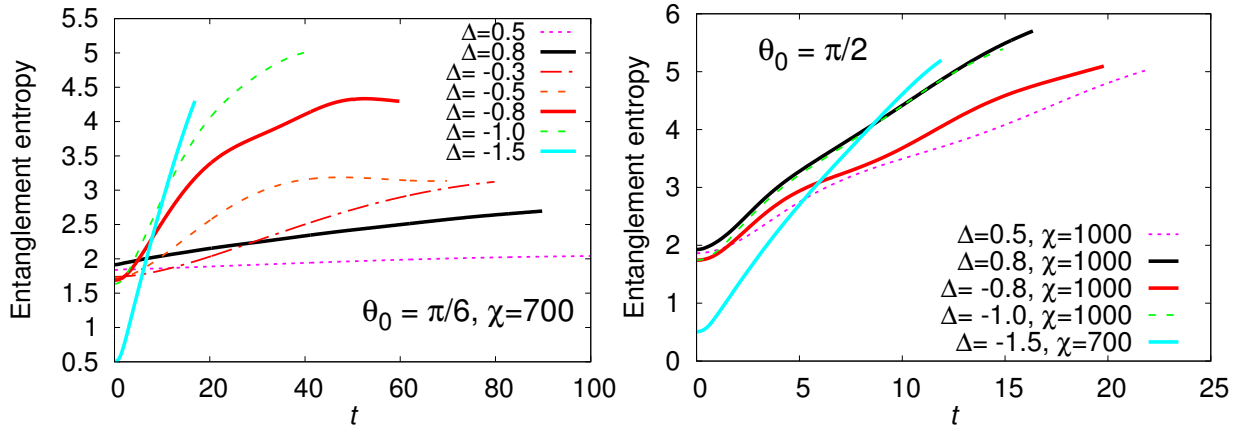 5.5
5
4.5
4
3.5
3
2.5
2
1.5
1
0.5
0
20
40
60
80
100
Entanglement entropy
t
Δ=0.5
Δ=0.8
Δ= -0.3
Δ= -0.5
Δ= -0.8
Δ= -1.0
Δ= -1.5
θ₀ = π/6, χ=700
6
5
4
3
2
1
0
0
5
10
15
20
25
Entanglement entropy
t
θ₀ = π/2
Δ=0.5, χ=1000
Δ=0.8, χ=1000
Δ= -0.8, χ=1000
Δ= -1.0, χ=1000
Δ= -1.5, χ=700